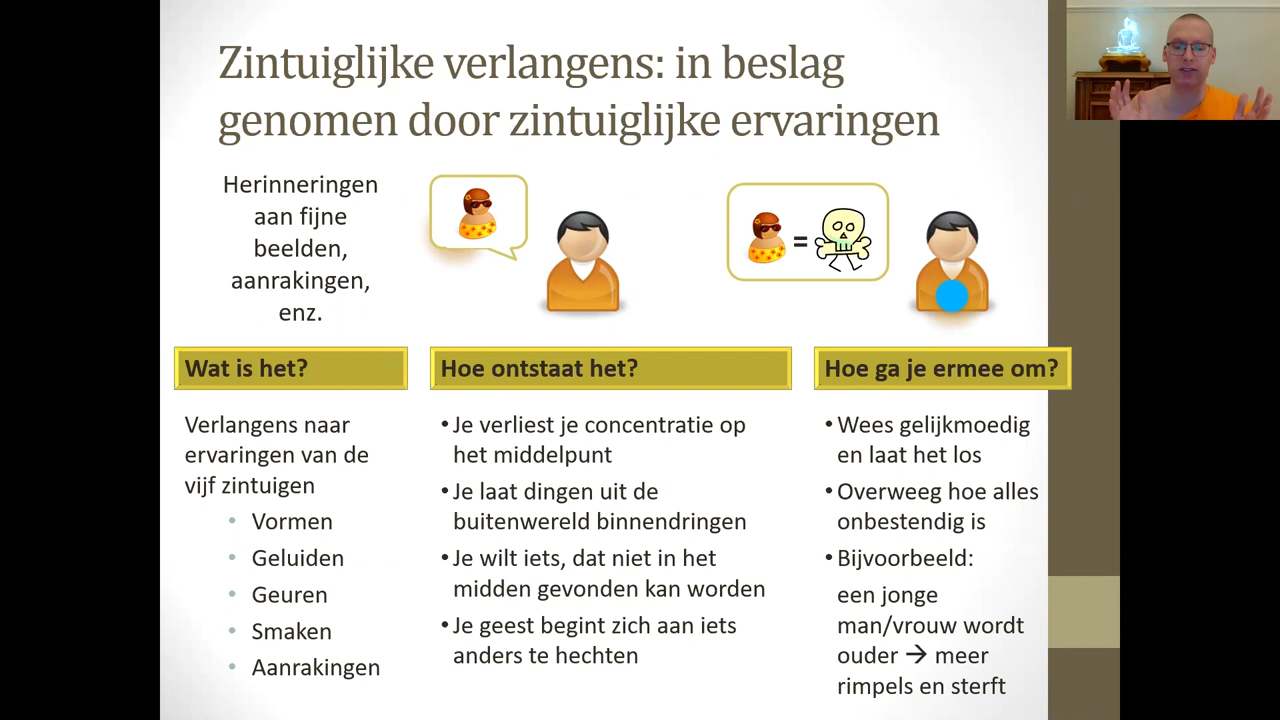 Zintuiglijke verlangens: in beslag
genomen door zintuiglijke ervaringen
Herinneringen
aan fijne
beelden,
aanrakingen,
enz.
=
Wat is het?
Verlangens naar
ervaringen van de
vijf zintuigen
• Vormen
• Geluiden
• Geuren
• Smaken
• Aanrakingen
Hoe ontstaat het?
• Je verliest je concentratie op
het middelpunt
• Je laat dingen uit de
buitenwereld binnendringen
• Je wilt iets, dat niet in het
midden gevonden kan worden
• Je geest begint zich aan iets
anders te hechten
Hoe ga je ermee om?
• Wees gelijkmoedig
en laat het los
• Overweeg hoe alles
onbestendig is
• Bijvoorbeeld:
een jonge
man/vrouw wordt
ouder → meer
rimpels en sterft